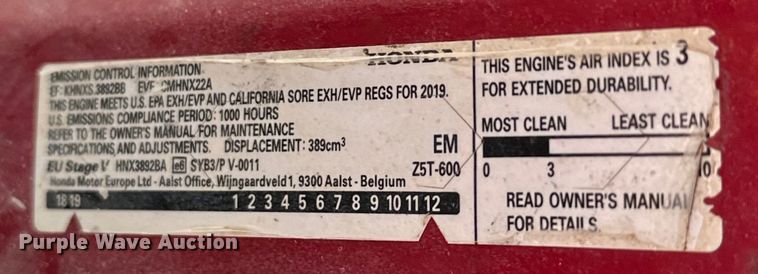 HONDA
EMISSION CONTROL INFORMATION
EF: KHNXS.3892BB EVF: CMHNX22A
THIS ENGINE MEETS U.S. EPA EXH/EVP AND CALIFORNIA SORE EXH/EVP REGS FOR 2019.
U.S. EMISSIONS COMPLIANCE PERIOD: 1000 HOURS
REFER TO THE OWNER'S MANUAL FOR MAINTENANCE
SPECIFICATIONS AND ADJUSTMENTS. DISPLACEMENT: 389cm³ EM
EU Stage V HNX3892BA e6 SYB3/P V-0011 Z5T-600
Honda Motor Europe Ltd - Aalst Office, Wijngaardveld 1, 9300 Aalst - Belgium
18 19 1 2 3 4 5 6 7 8 9 10 11 12
THIS ENGINE'S AIR INDEX IS 3
FOR EXTENDED DURABILITY.
MOST CLEAN LEAST CLEAN
0 3 10
READ OWNER'S MANUAL
FOR DETAILS.
Purple Wave Auction